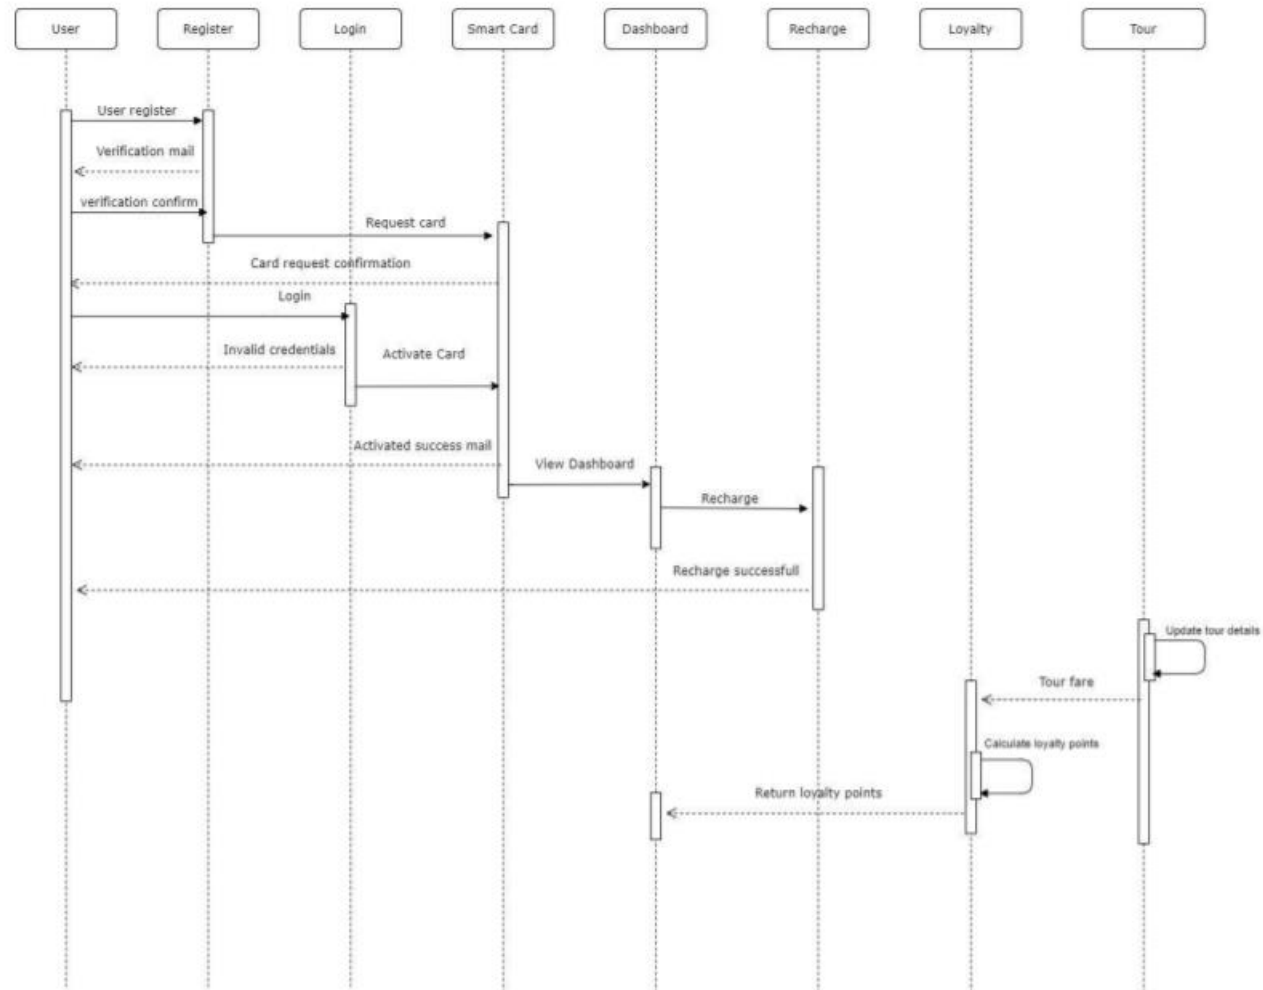 User
Register
Login
Smart Card
Dashboard
Recharge
Loyalty
Tour
User register
Verification mail
verification confirm
Request card
Card request confirmation
Login
Invalid credentials
Activate Card
Activated success mail
View Dashboard
Recharge
Recharge successfull
Update tour details
Tour fare
Calculate loyalty points
Return loyalty points